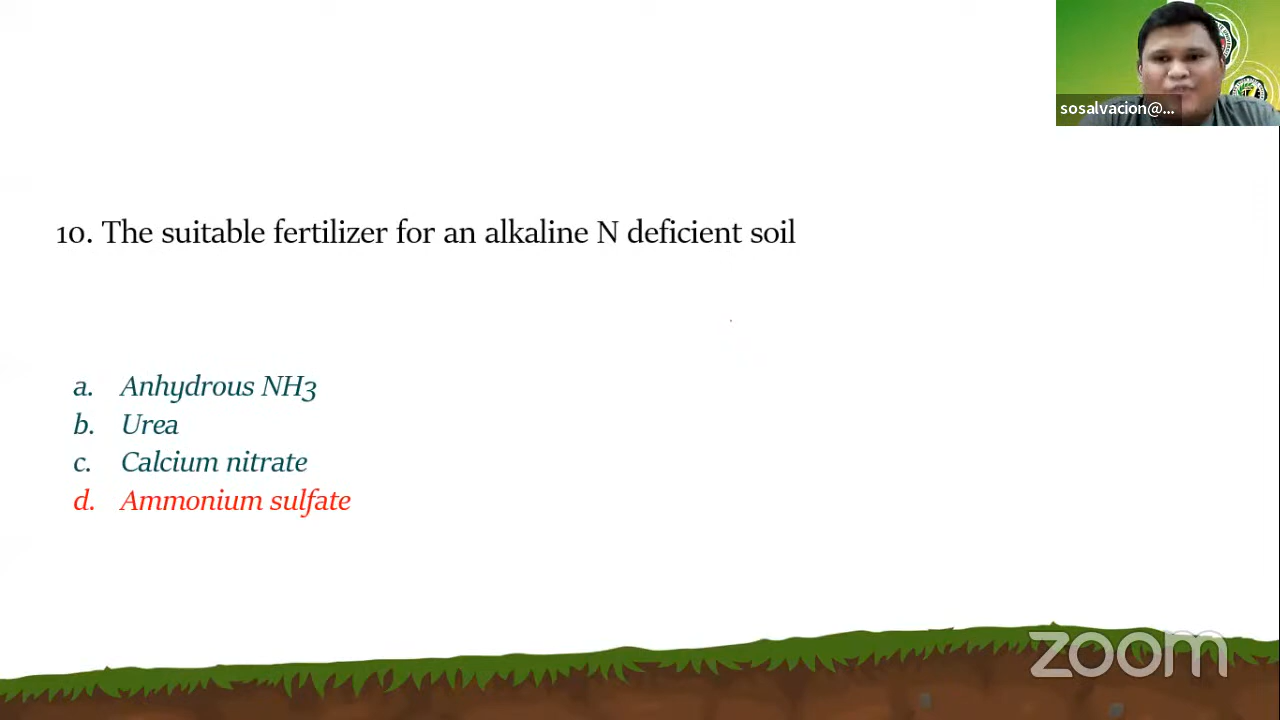 sosalvacion@...
10. The suitable fertilizer for an alkaline N deficient soil
a. Anhydrous NH3
b. Urea
c. Calcium nitrate
d. Ammonium sulfate
zoom